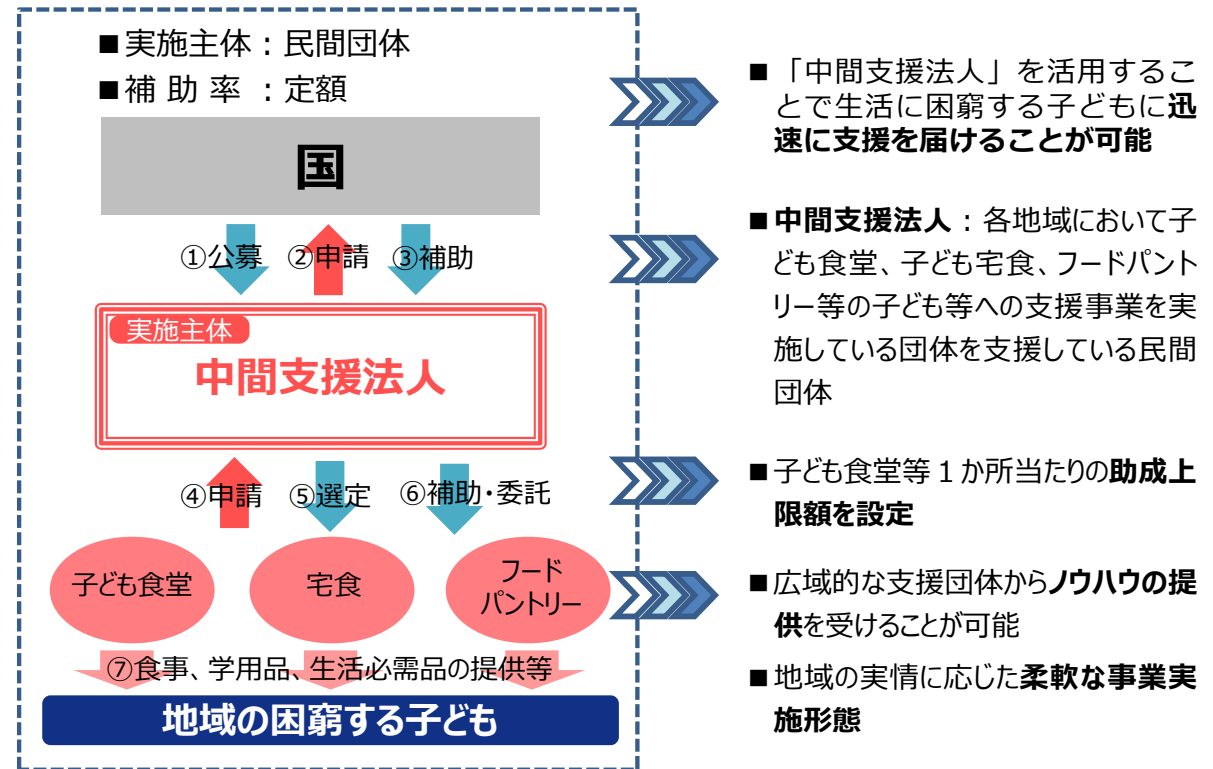 ■実施主体：民間団体
■補 助 率 ：定額
国
①公募 ②申請 ③補助
実施主体
中間支援法人
④申請 ⑤選定 ⑥補助・委託
子ども食堂
宅食
フード
パントリー
⑦食事、学用品、生活必需品の提供等
地域の困窮する子ども
■「中間支援法人」を活用するこ
とで生活に困窮する子どもに迅
速に支援を届けることが可能
■中間支援法人：各地域において子
ども食堂、子ども宅食、フードパント
リー等の子ども等への支援事業を実
施している団体を支援している民間
団体
■子ども食堂等１か所当たりの助成上
限額を設定
■広域的な支援団体からノウハウの提
供を受けることが可能
■地域の実情に応じた柔軟な事業実
施形態